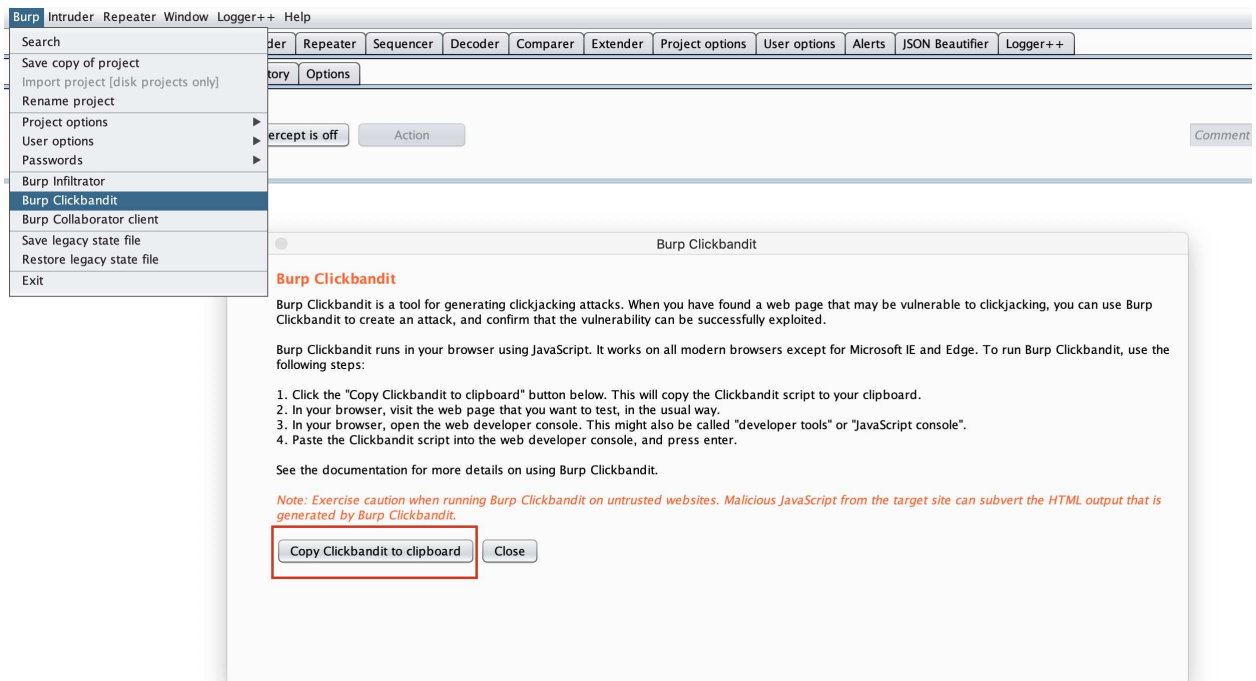 Burp Intruder Repeater Window Logger++ Help
Search
Save copy of project
Import project [disk projects only]
Rename project
Project options
User options
Passwords
Burp Infiltrator
Burp Clickbandit
Burp Collaborator client
Save legacy state file
Restore legacy state file
Exit
der Repeater Sequencer Decoder Comparer Extender Project options User options Alerts JSON Beautifier Logger++
tory Options
ercept is off Action Comment
Burp Clickbandit
Burp Clickbandit
Burp Clickbandit is a tool for generating clickjacking attacks. When you have found a web page that may be vulnerable to clickjacking, you can use Burp
Clickbandit to create an attack, and confirm that the vulnerability can be successfully exploited.
Burp Clickbandit runs in your browser using JavaScript. It works on all modern browsers except for Microsoft IE and Edge. To run Burp Clickbandit, use the
following steps:
1. Click the "Copy Clickbandit to clipboard" button below. This will copy the Clickbandit script to your clipboard.
2. In your browser, visit the web page that you want to test, in the usual way.
3. In your browser, open the web developer console. This might also be called "developer tools" or "JavaScript console".
4. Paste the Clickbandit script into the web developer console, and press enter.
See the documentation for more details on using Burp Clickbandit.
Note: Exercise caution when running Burp Clickbandit on untrusted websites. Malicious JavaScript from the target site can subvert the HTML output that is
generated by Burp Clickbandit.
Copy Clickbandit to clipboard Close